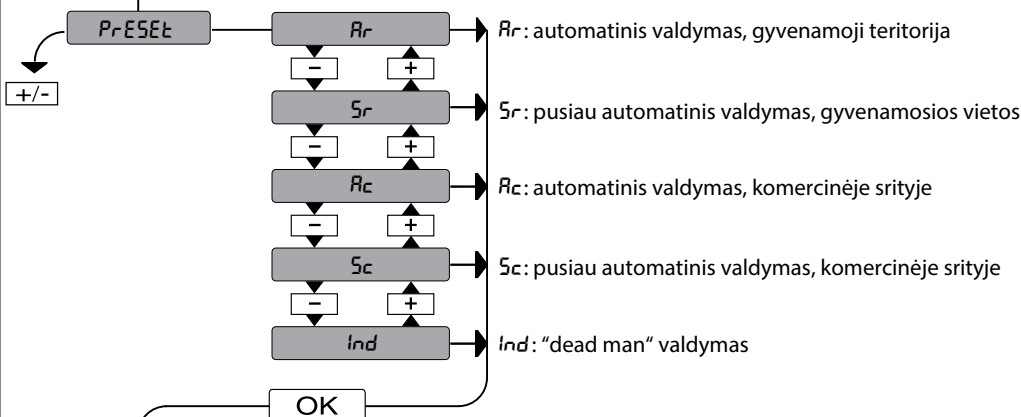 PrESEt Ar Ar: automatinis valdymas, gyvenamoji teritorija
+/- - +
Sr Sr: pusiau automatinis valdymas, gyvenamosios vietos
- +
Ac Ac: automatinis valdymas, komercinėje srityje
- +
Sc Sc: pusiau automatinis valdymas, komercinėje srityje
- +
Ind Ind: “dead man“ valdymas
OK